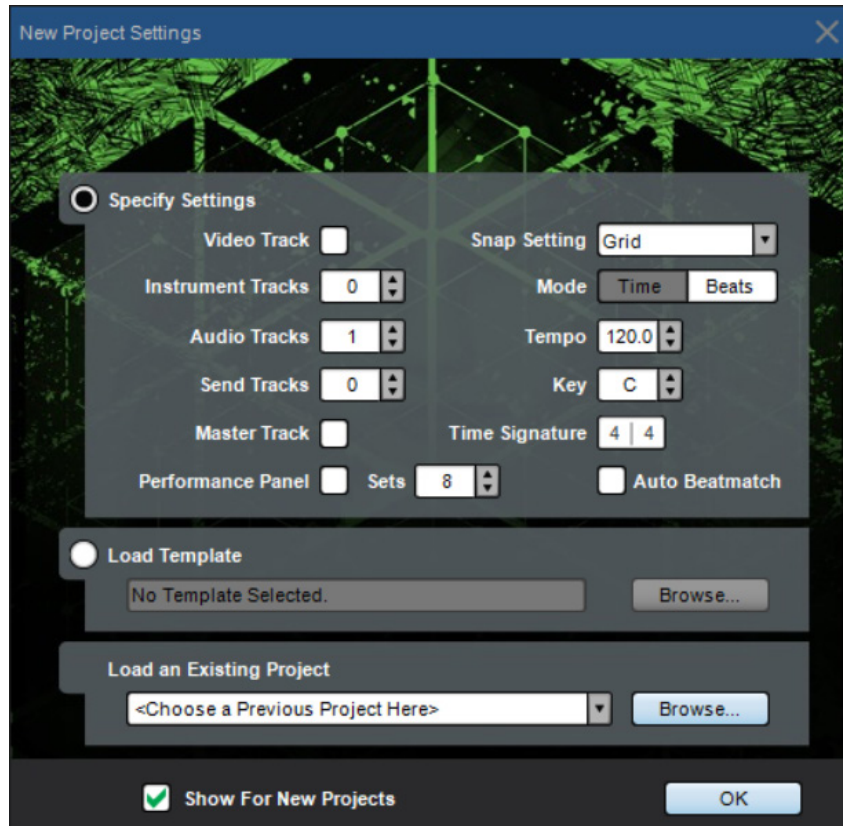 New Project Settings
Specify Settings
Video Track
Snap Setting Grid
Instrument Tracks 0
Mode Time Beats
Audio Tracks 1
Tempo 120.0
Send Tracks 0
Key C
Master Track
Time Signature 4 | 4
Performance Panel Sets 8
Auto Beatmatch
Load Template
No Template Selected. Browse...
Load an Existing Project
<Choose a Previous Project Here> Browse...
Show For New Projects OK